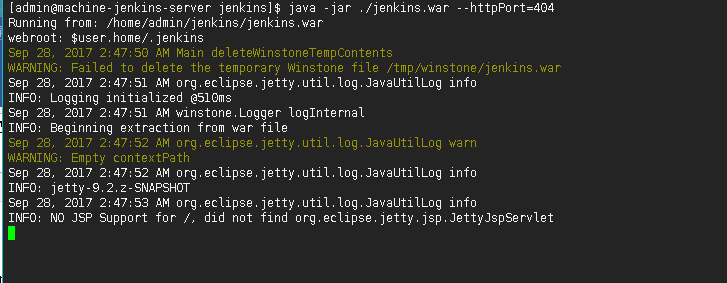 [admin@machine-jenkins-server jenkins]$ java -jar ./jenkins.war --httpPort=404
Running from: /home/admin/jenkins/jenkins.war
webroot: $user.home/.jenkins
Sep 28, 2017 2:47:50 AM Main deleteWinstoneTempContents
WARNING: Failed to delete the temporary Winstone file /tmp/winstone/jenkins.war
Sep 28, 2017 2:47:51 AM org.eclipse.jetty.util.log.JavaUtilLog info
INFO: Logging initialized @510ms
Sep 28, 2017 2:47:51 AM winstone.Logger logInternal
INFO: Beginning extraction from war file
Sep 28, 2017 2:47:52 AM org.eclipse.jetty.util.log.JavaUtilLog warn
WARNING: Empty contextPath
Sep 28, 2017 2:47:52 AM org.eclipse.jetty.util.log.JavaUtilLog info
INFO: jetty-9.2.z-SNAPSHOT
Sep 28, 2017 2:47:53 AM org.eclipse.jetty.util.log.JavaUtilLog info
INFO: NO JSP Support for /, did not find org.eclipse.jetty.jsp.JettyJspServlet